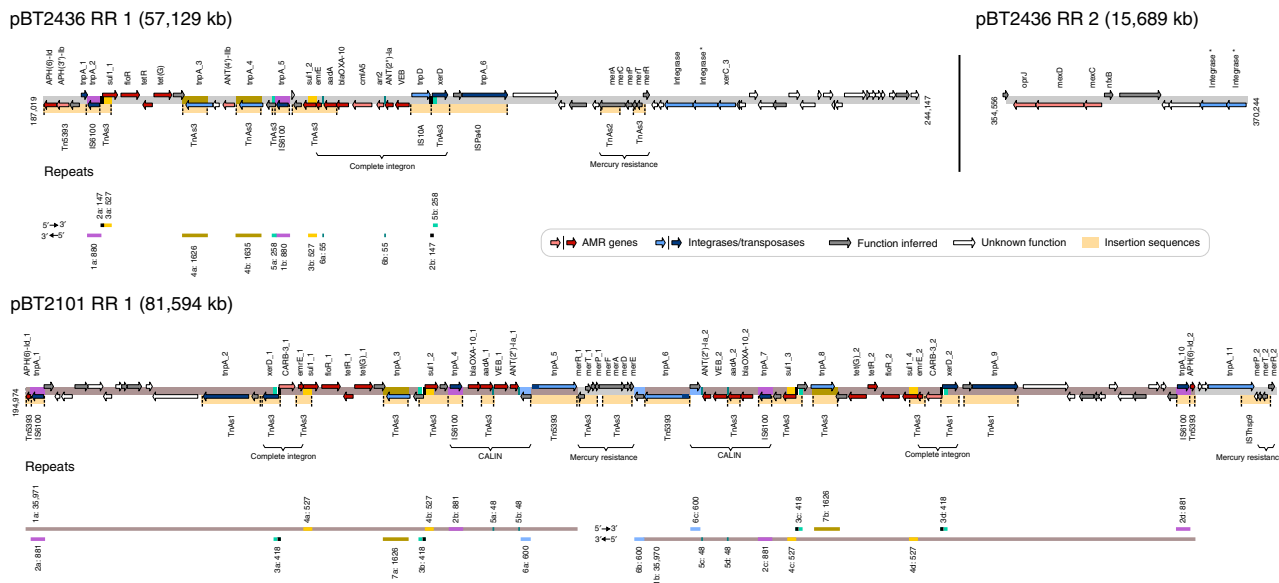 pBT2436 RR 1 (57,129 kb)
pBT2436 RR 2 (15,689 kb)
APH(6)-Id
APH(3')-Ib
tnpA_1
tnpA_2
sul1_1
floR
tetR
tet(G)
tnpA_3
ANT(4')-IIb
tnpA_4
tnpA_5
sul1_2
emrE
aadA
blaOXA-10
cmlA5
arr2
ANT(2")-Ia
VEB
tnpD
xerD
tnpA_6
merA
merC
merP
merT
merR
Integrase
Integrase *
xerC_3
oprJ
mexD
mexC
nfxB
Integrase *
Integrase *
187,019
244,147
354,556
370,244
Tn5393
IS6100
TnAs3
TnAs3
TnAs3
IS6100
TnAs3
IS10A
TnAs3
ISPa40
TnAs2
TnAs3
Complete integron
Mercury resistance
Repeats
2a: 147
3a: 527
5b: 258
5'
3'
3'
5'
1a: 880
4a: 1626
4b: 1635
5a: 258
1b: 880
3b: 527
6a: 55
6b: 55
2b: 147
AMR genes
Integrases/transposases
Function inferred
Unknown function
Insertion sequences
pBT2101 RR 1 (81,594 kb)
APH(6)-Id_1
tnpA_1
tnpA_2
xerD_1
CARB-3_1
emrE_1
sul1_1
floR_1
tetR_1
tet(G)_1
tnpA_3
sul1_2
tnpA_4
blaOXA-10_1
aadA_1
VEB_1
ANT(2")-Ia_1
tnpA_5
merR_1
merT_1
merP_1
merF
merA
merD
merE
tnpA_6
ANT(2")-Ia_2
VEB_2
aadA_2
blaOXA-10_2
tnpA_7
sul1_3
tnpA_8
tet(G)_2
tetR_2
floR_2
sul1_4
emrE_2
CARB-3_2
xerD_2
tnpA_9
tnpA_10
APH(6)-Id_2
tnpA_11
merP_2
merT_2
merR_2
194,974
Tn5393
IS6100
TnAs1
TnAs3
TnAs3
TnAs3
TnAs3
IS6100
TnAs3
Tn5393
TnAs3
TnAs3
Tn5393
TnAs3
IS6100
TnAs3
TnAs3
TnAs3
TnAs1
TnAs1
IS6100
Tn5393
ISThsp9
Complete integron
CALIN
Mercury resistance
CALIN
Complete integron
Mercury resistanc
Repeats
1a: 35,971
4a: 527
4b: 527
2b: 881
5a: 48
5b: 48
6c: 600
3c: 418
7b: 1626
3d: 418
2d: 881
5'
3'
3'
5'
2a: 881
3a: 418
7a: 1626
3b: 418
6a: 600
6b: 600
1b: 35,970
5c: 48
5d: 48
2c: 881
4c: 527
4d: 527